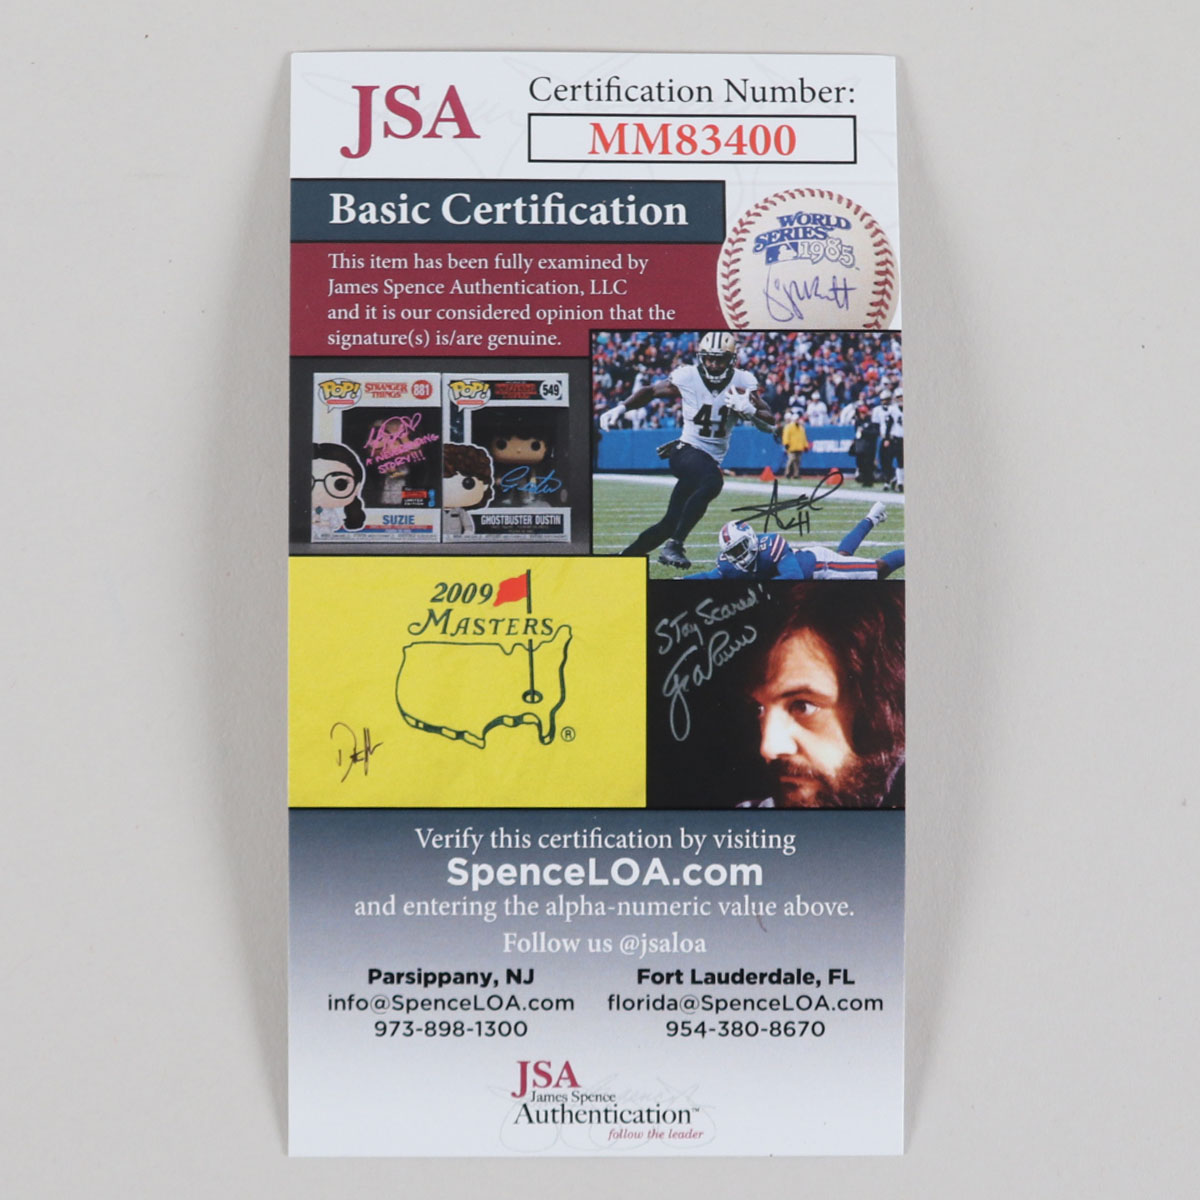 JSA
Certification Number:
MM83400
Basic Certification
This item has been fully examined by
James Spence Authentication, LLC
and it is our considered opinion that the
signature(s) is/are genuine.
WORLD
SERIES
1985
POP!
STRANGER
THINGS
881
A NEVERENDING
STORY!!!
SUZIE
POP!
549
GHOSTBUSTER DUSTIN
41
2009
MASTERS
®
Stay Scared!
Verify this certification by visiting
SpenceLOA.com
and entering the alpha-numeric value above.
Follow us @jsaloa
Parsippany, NJ
info@SpenceLOA.com
973-898-1300
Fort Lauderdale, FL
florida@SpenceLOA.com
954-380-8670
JSA
James Spence
Authentication™
follow the leader